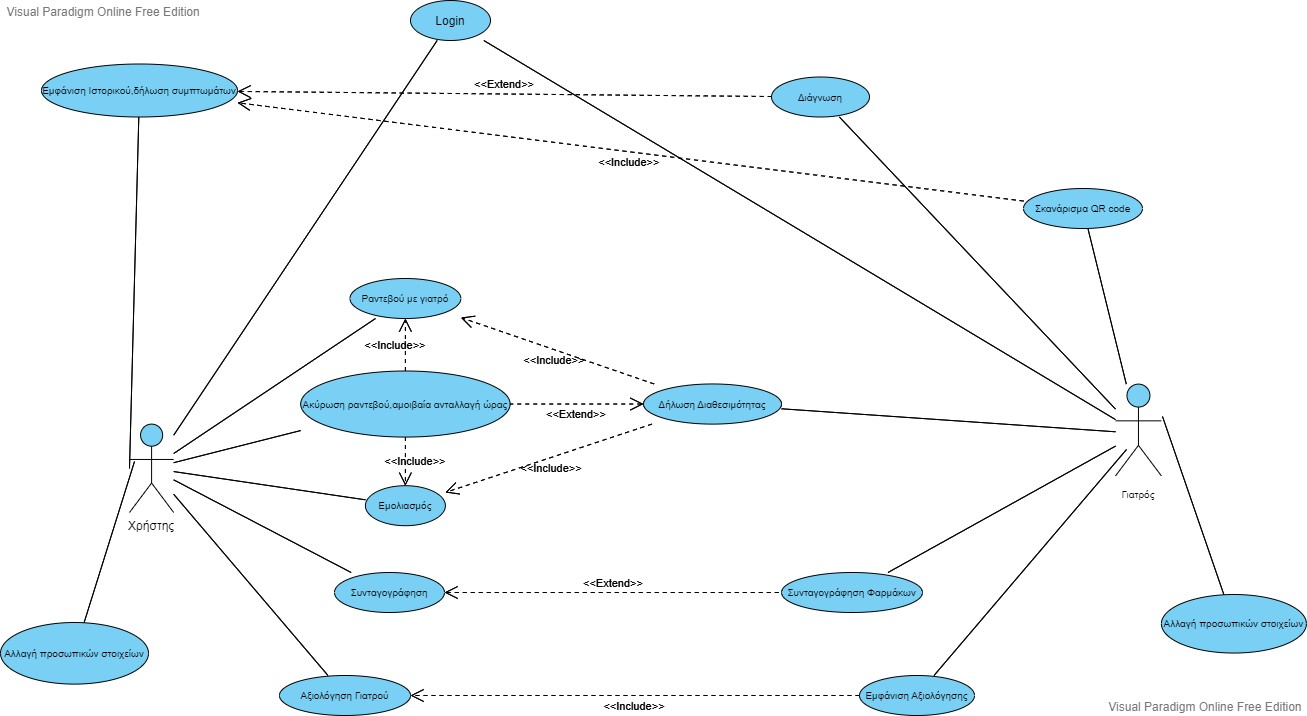 Visual Paradigm Online Free Edition
Login
Εμφάνιση Ιστορικού,δήλωση συμπτωμάτων
<<Extend>>
Διάγνωση
<<Include>>
Σκανάρισμα QR code
Ραντεβού με γιατρό
<<Include>>
<<Include>>
Ακύρωση ραντεβού,αμοιβαία ανταλλαγή ώρας
<<Extend>>
Δήλωση Διαθεσιμότητας
<<Include>>
<<Include>>
Εμολιασμός
Χρήστης
Γιατρός
Συνταγογράφηση
<<Extend>>
Συνταγογράφηση Φαρμάκων
Αλλαγή προσωπικών στοιχείων
Αλλαγή προσωπικών στοιχείων
Αξιολόγηση Γιατρού
<<Include>>
Εμφάνιση Αξιολόγησης
Visual Paradigm Online Free Edition